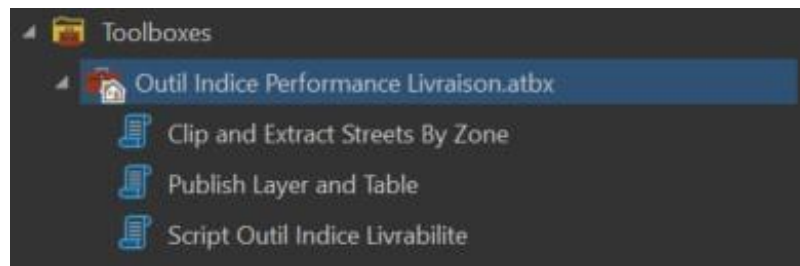 Toolboxes
Outil Indice Performance Livraison.atbx
Clip and Extract Streets By Zone
Publish Layer and Table
Script Outil Indice Livrabilite